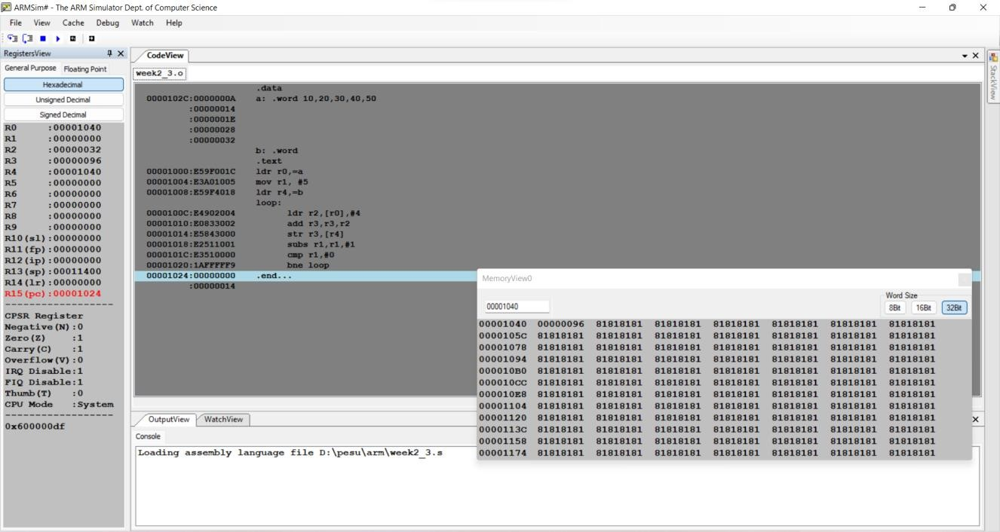 ARMSim# - The ARM Simulator Dept. of Computer Science
File View Cache Debug Watch Help
RegistersView
General Purpose Floating Point
Hexadecimal
Unsigned Decimal
Signed Decimal
R0 :00001040
R1 :00000000
R2 :00000032
R3 :00000096
R4 :00001040
R5 :00000000
R6 :00000000
R7 :00000000
R8 :00000000
R9 :00000000
R10(sl):00000000
R11(fp):00000000
R12(ip):00000000
R13(sp):00011400
R14(lr):00000000
R15(pc):00001024
------------------
CPSR Register
Negative(N):0
Zero(Z) :1
Carry(C) :1
Overflow(V):0
IRQ Disable:1
FIQ Disable:1
Thumb(T) :0
CPU Mode :System
------------------
0x600000df
CodeView
week2_3.o
.data
0000102C:0000000A a: .word 10,20,30,40,50
:00000014
:0000001E
:00000028
:00000032
b: .word
.text
00001000:E59F001C ldr r0,=a
00001004:E3A01005 mov r1, #5
00001008:E59F4018 ldr r4,=b
loop:
0000100C:E4902004 ldr r2,[r0],#4
00001010:E0833002 add r3,r3,r2
00001014:E5843000 str r3,[r4]
00001018:E2511001 subs r1,r1,#1
0000101C:E3510000 cmp r1,#0
00001020:1AFFFFF9 bne loop
00001024:00000000 .end...
:00000014
MemoryView0
00001040
Word Size
8Bit 16Bit 32Bit
00001040 00000096 81818181 81818181 81818181 81818181 81818181 81818181
0000105C 81818181 81818181 81818181 81818181 81818181 81818181 81818181
00001078 81818181 81818181 81818181 81818181 81818181 81818181 81818181
00001094 81818181 81818181 81818181 81818181 81818181 81818181 81818181
000010B0 81818181 81818181 81818181 81818181 81818181 81818181 81818181
000010CC 81818181 81818181 81818181 81818181 81818181 81818181 81818181
000010E8 81818181 81818181 81818181 81818181 81818181 81818181 81818181
00001104 81818181 81818181 81818181 81818181 81818181 81818181 81818181
00001120 81818181 81818181 81818181 81818181 81818181 81818181 81818181
0000113C 81818181 81818181 81818181 81818181 81818181 81818181 81818181
00001158 81818181 81818181 81818181 81818181 81818181 81818181 81818181
00001174 81818181 81818181 81818181 81818181 81818181 81818181 81818181
OutputView WatchView
Console
Loading assembly language file D:\pesu\arm\week2_3.s
StackView